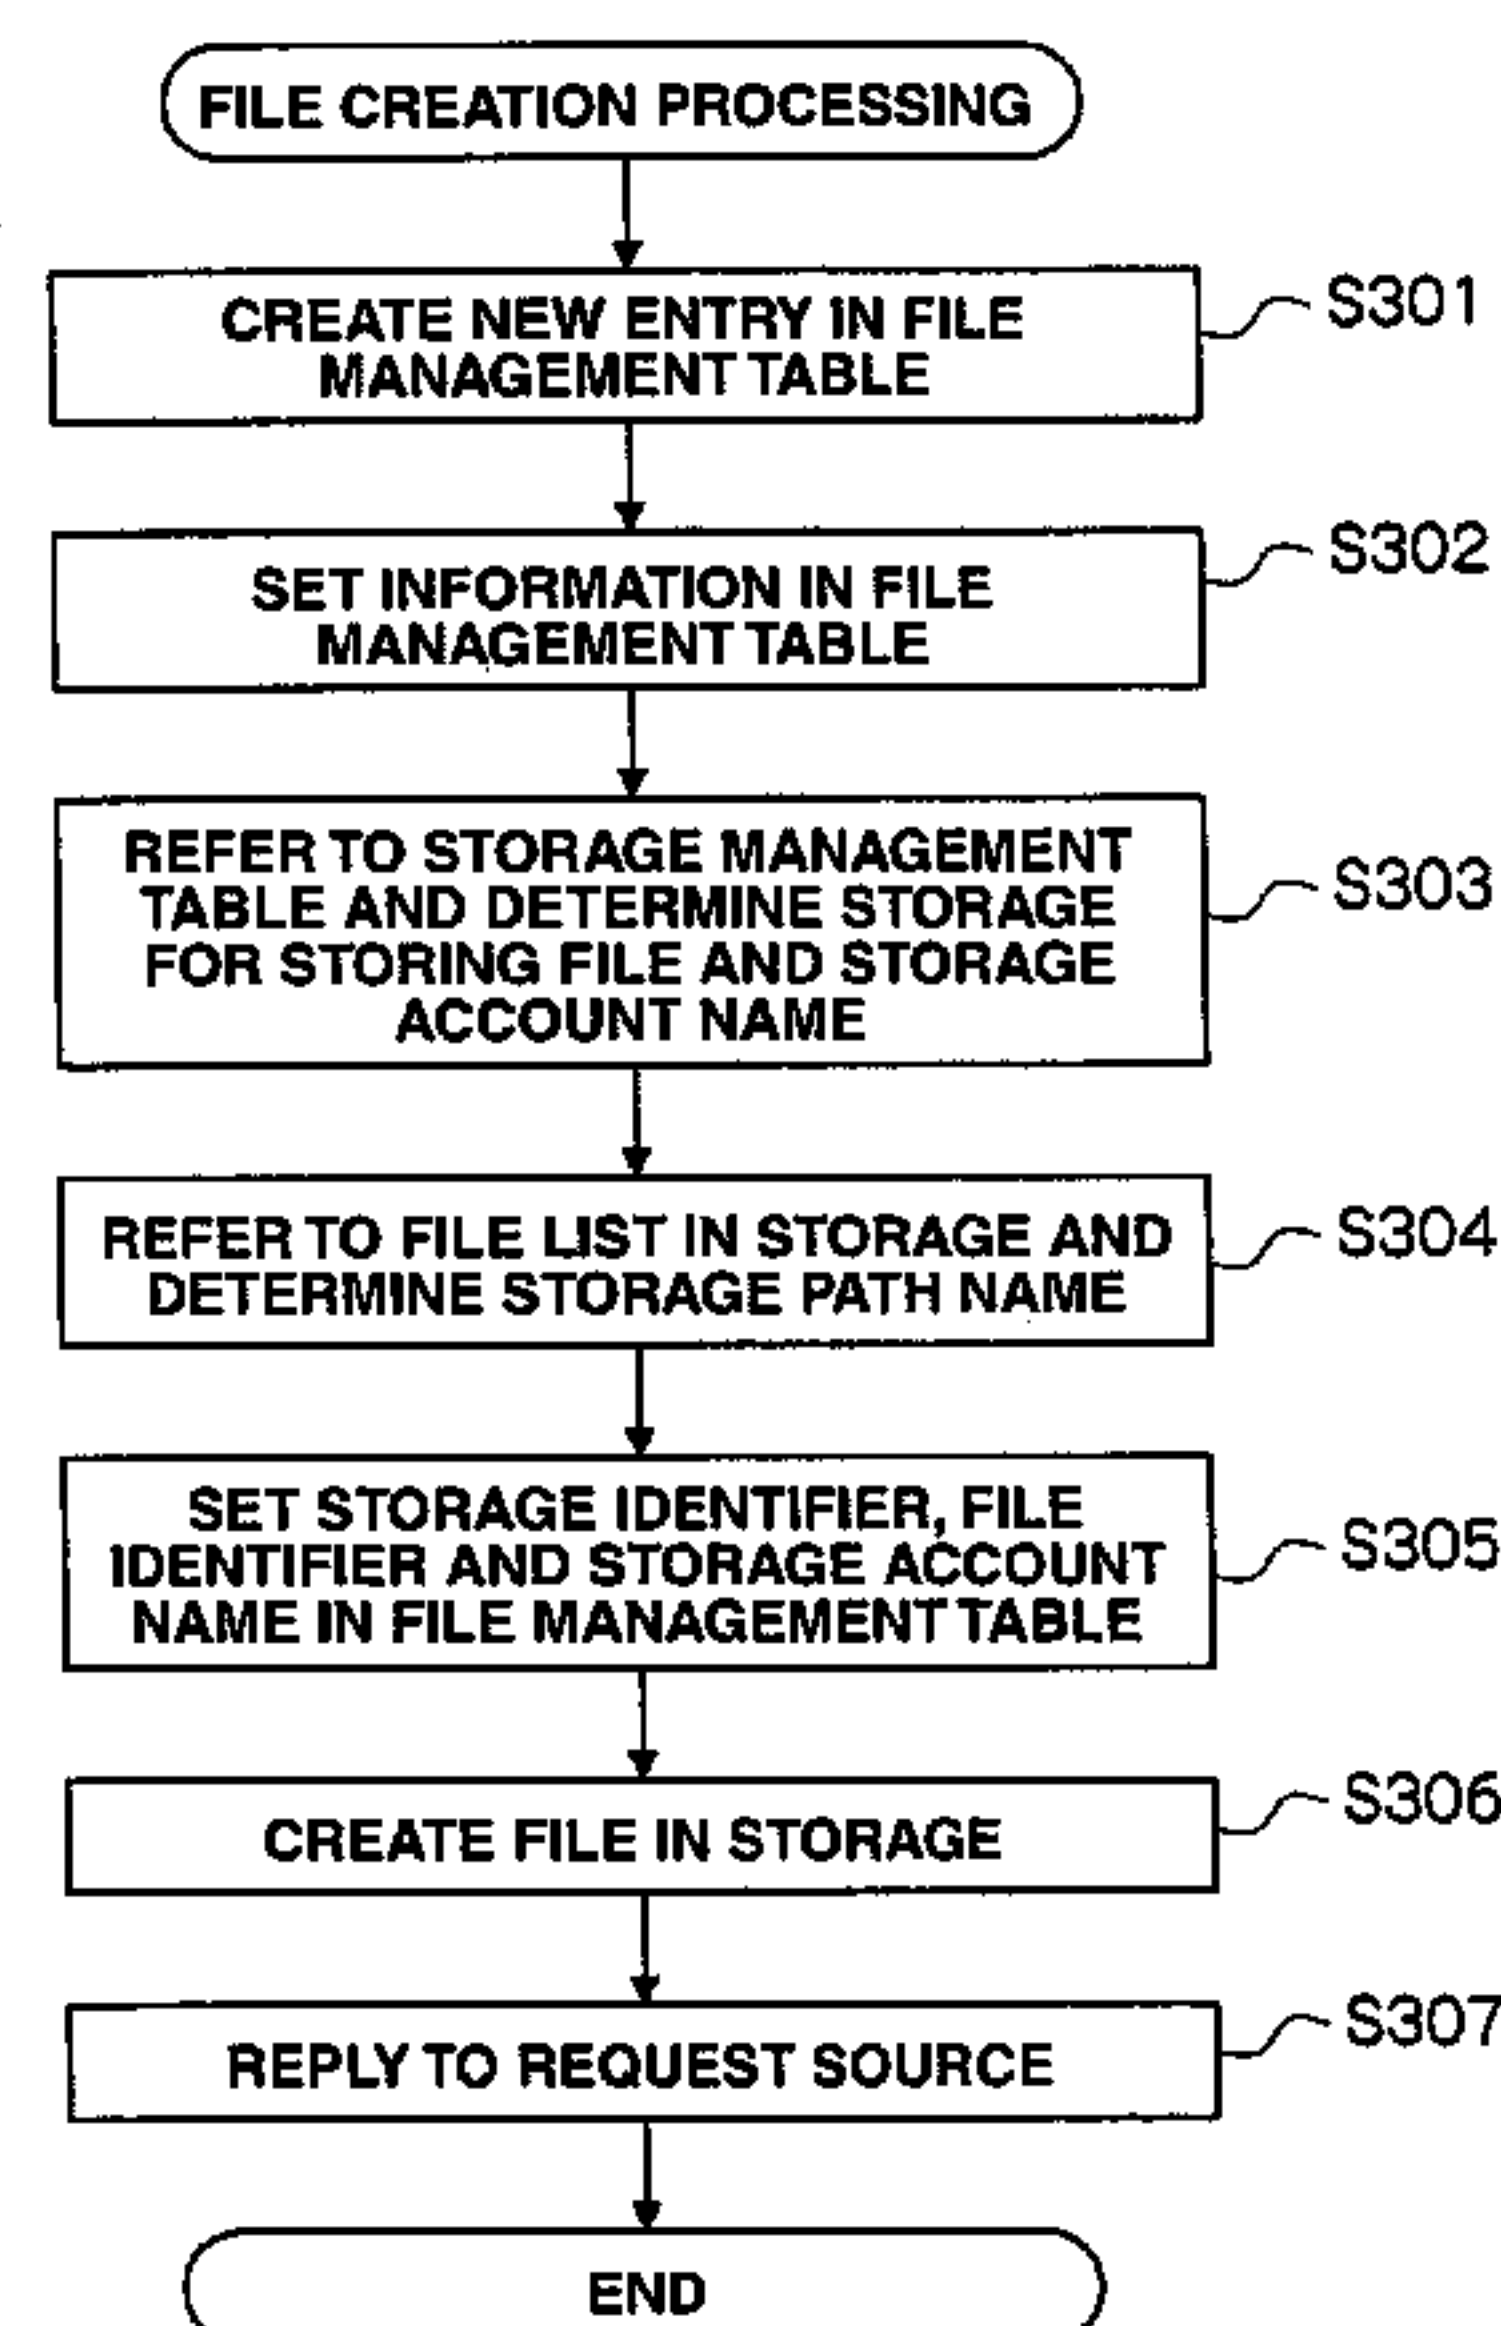 FILE CREATION PROCESSING
CREATE NEW ENTRY IN FILE
MANAGEMENT TABLE
S301
SET INFORMATION IN FILE
MANAGEMENT TABLE
S302
REFER TO STORAGE MANAGEMENT
TABLE AND DETERMINE STORAGE
FOR STORING FILE AND STORAGE
ACCOUNT NAME
S303
REFER TO FILE LIST IN STORAGE AND
DETERMINE STORAGE PATH NAME
S304
SET STORAGE IDENTIFIER, FILE
IDENTIFIER AND STORAGE ACCOUNT
NAME IN FILE MANAGEMENT TABLE
S305
CREATE FILE IN STORAGE
S306
REPLY TO REQUEST SOURCE
S307
END